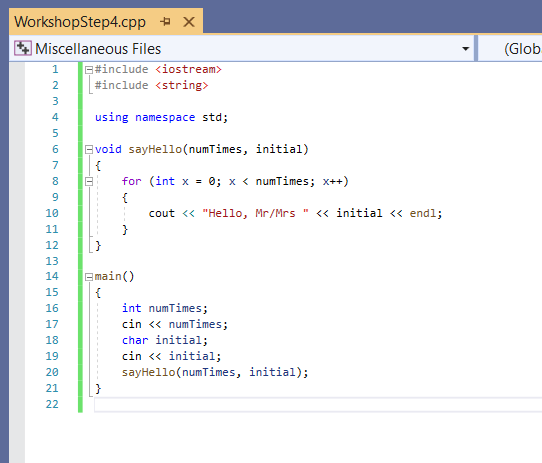 WorkshopStep4.cpp
Miscellaneous Files (Glob
1 #include <iostream>
2 #include <string>
3
4 using namespace std;
5
6 void sayHello(numTimes, initial)
7 {
8 for (int x = 0; x < numTimes; x++)
9 {
10 cout << "Hello, Mr/Mrs " << initial << endl;
11 }
12 }
13
14 main()
15 {
16 int numTimes;
17 cin << numTimes;
18 char initial;
19 cin << initial;
20 sayHello(numTimes, initial);
21 }
22